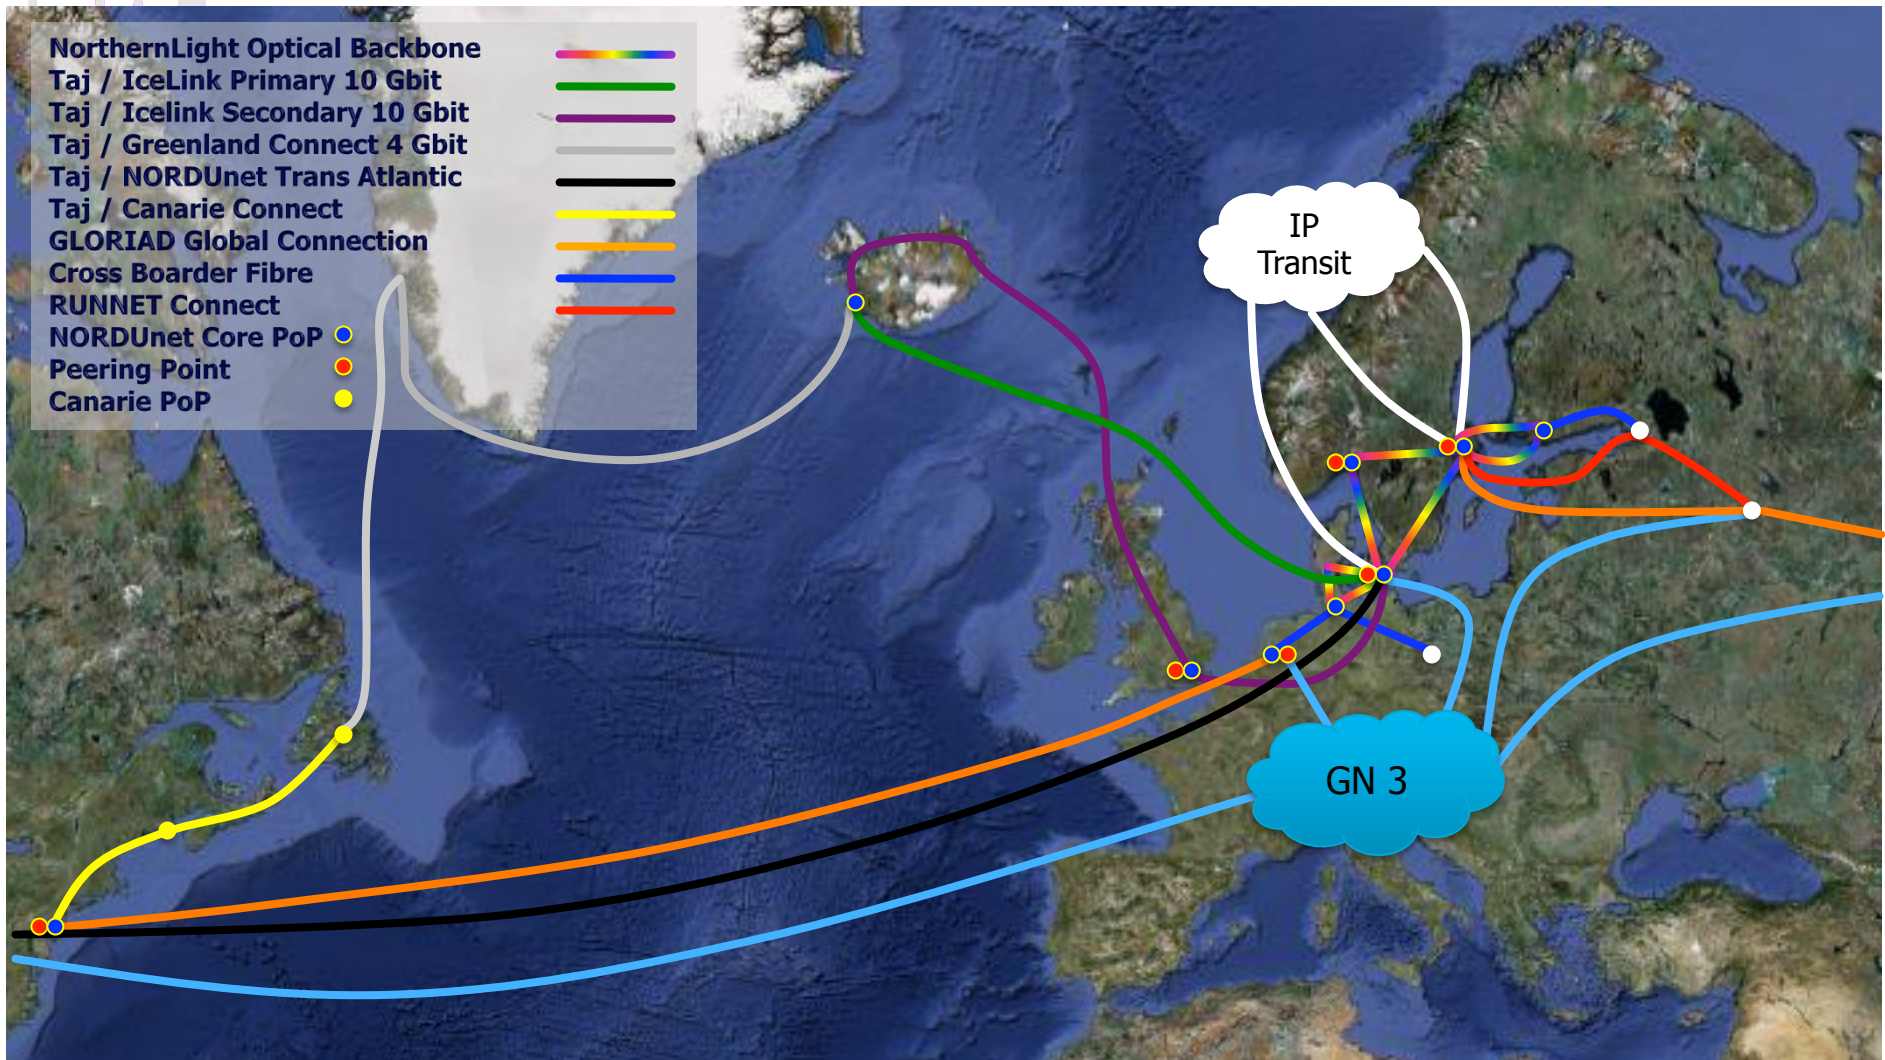 NorthernLight Optical Backbone
Taj / IceLink Primary 10 Gbit
Taj / Icelink Secondary 10 Gbit
Taj / Greenland Connect 4 Gbit
Taj / NORDUnet Trans Atlantic
Taj / Canarie Connect
GLORIAD Global Connection
Cross Boarder Fibre
RUNNET Connect
NORDUnet Core PoP
Peering Point
Canarie PoP
IP
Transit
GN 3